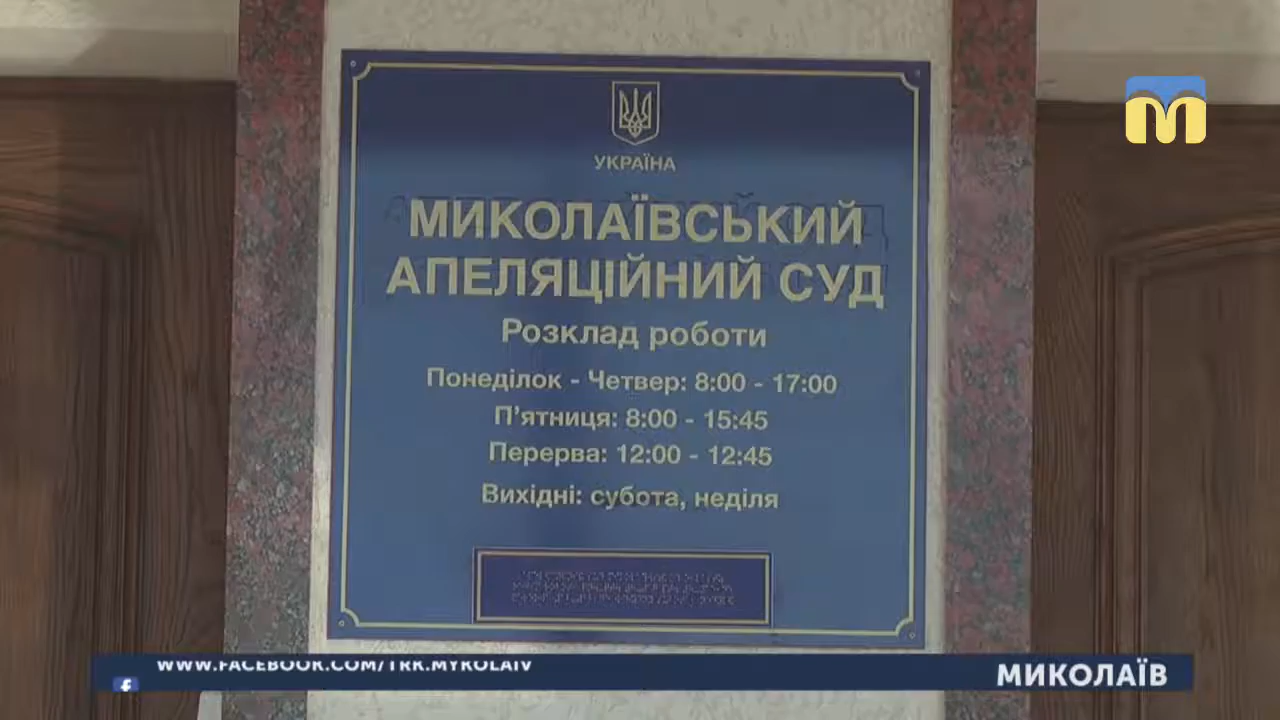 УКРАЇНА
МИКОЛАЇВСЬКИЙ
АПЕЛЯЦІЙНИЙ СУД
Розклад роботи
Понеділок - Четвер: 8:00 - 17:00
П'ятниця: 8:00 - 15:45
Перерва: 12:00 - 12:45
Вихідні: субота, неділя
WWW.FACEBOOK.COM/TRK.MYKOLAIV
МИКОЛАЇВ